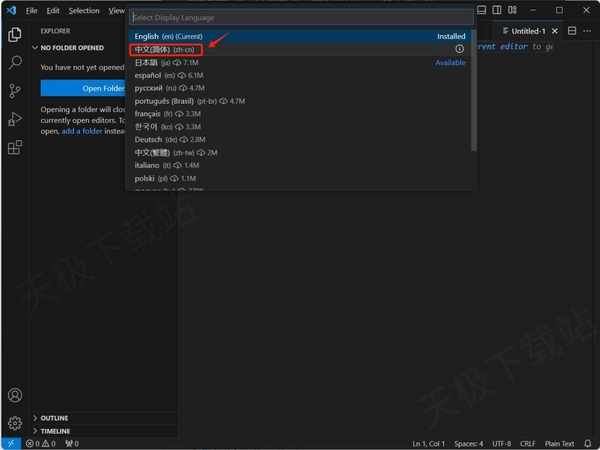 File Edit Selection View
Select Display Language
Untitled-1
EXPLORER
NO FOLDER OPENED
You have not yet opened
Open Folder
Opening a folder will
currently open editors. To
open, add a folder instead
English (en) (Current) Installed
中文(简体) (zh-cn)
日本語 (ja) 7.1M Available
español (es) 6.1M
русский (ru) 4.7M
português (Brasil) (pt-br) 4.7M
français (fr) 3.3M
한국어 (ko) 3.3M
Deutsch (de) 2.8M
中文(繁體) (zh-tw) 2M
italiano (it) 1.4M
polski (pl) 1.1M
editor to ge
天极下载站
天极下载站
OUTLINE
TIMELINE
0 0 0 Ln 1, Col 1 Spaces: 4 UTF-8 CRLF Plain Text